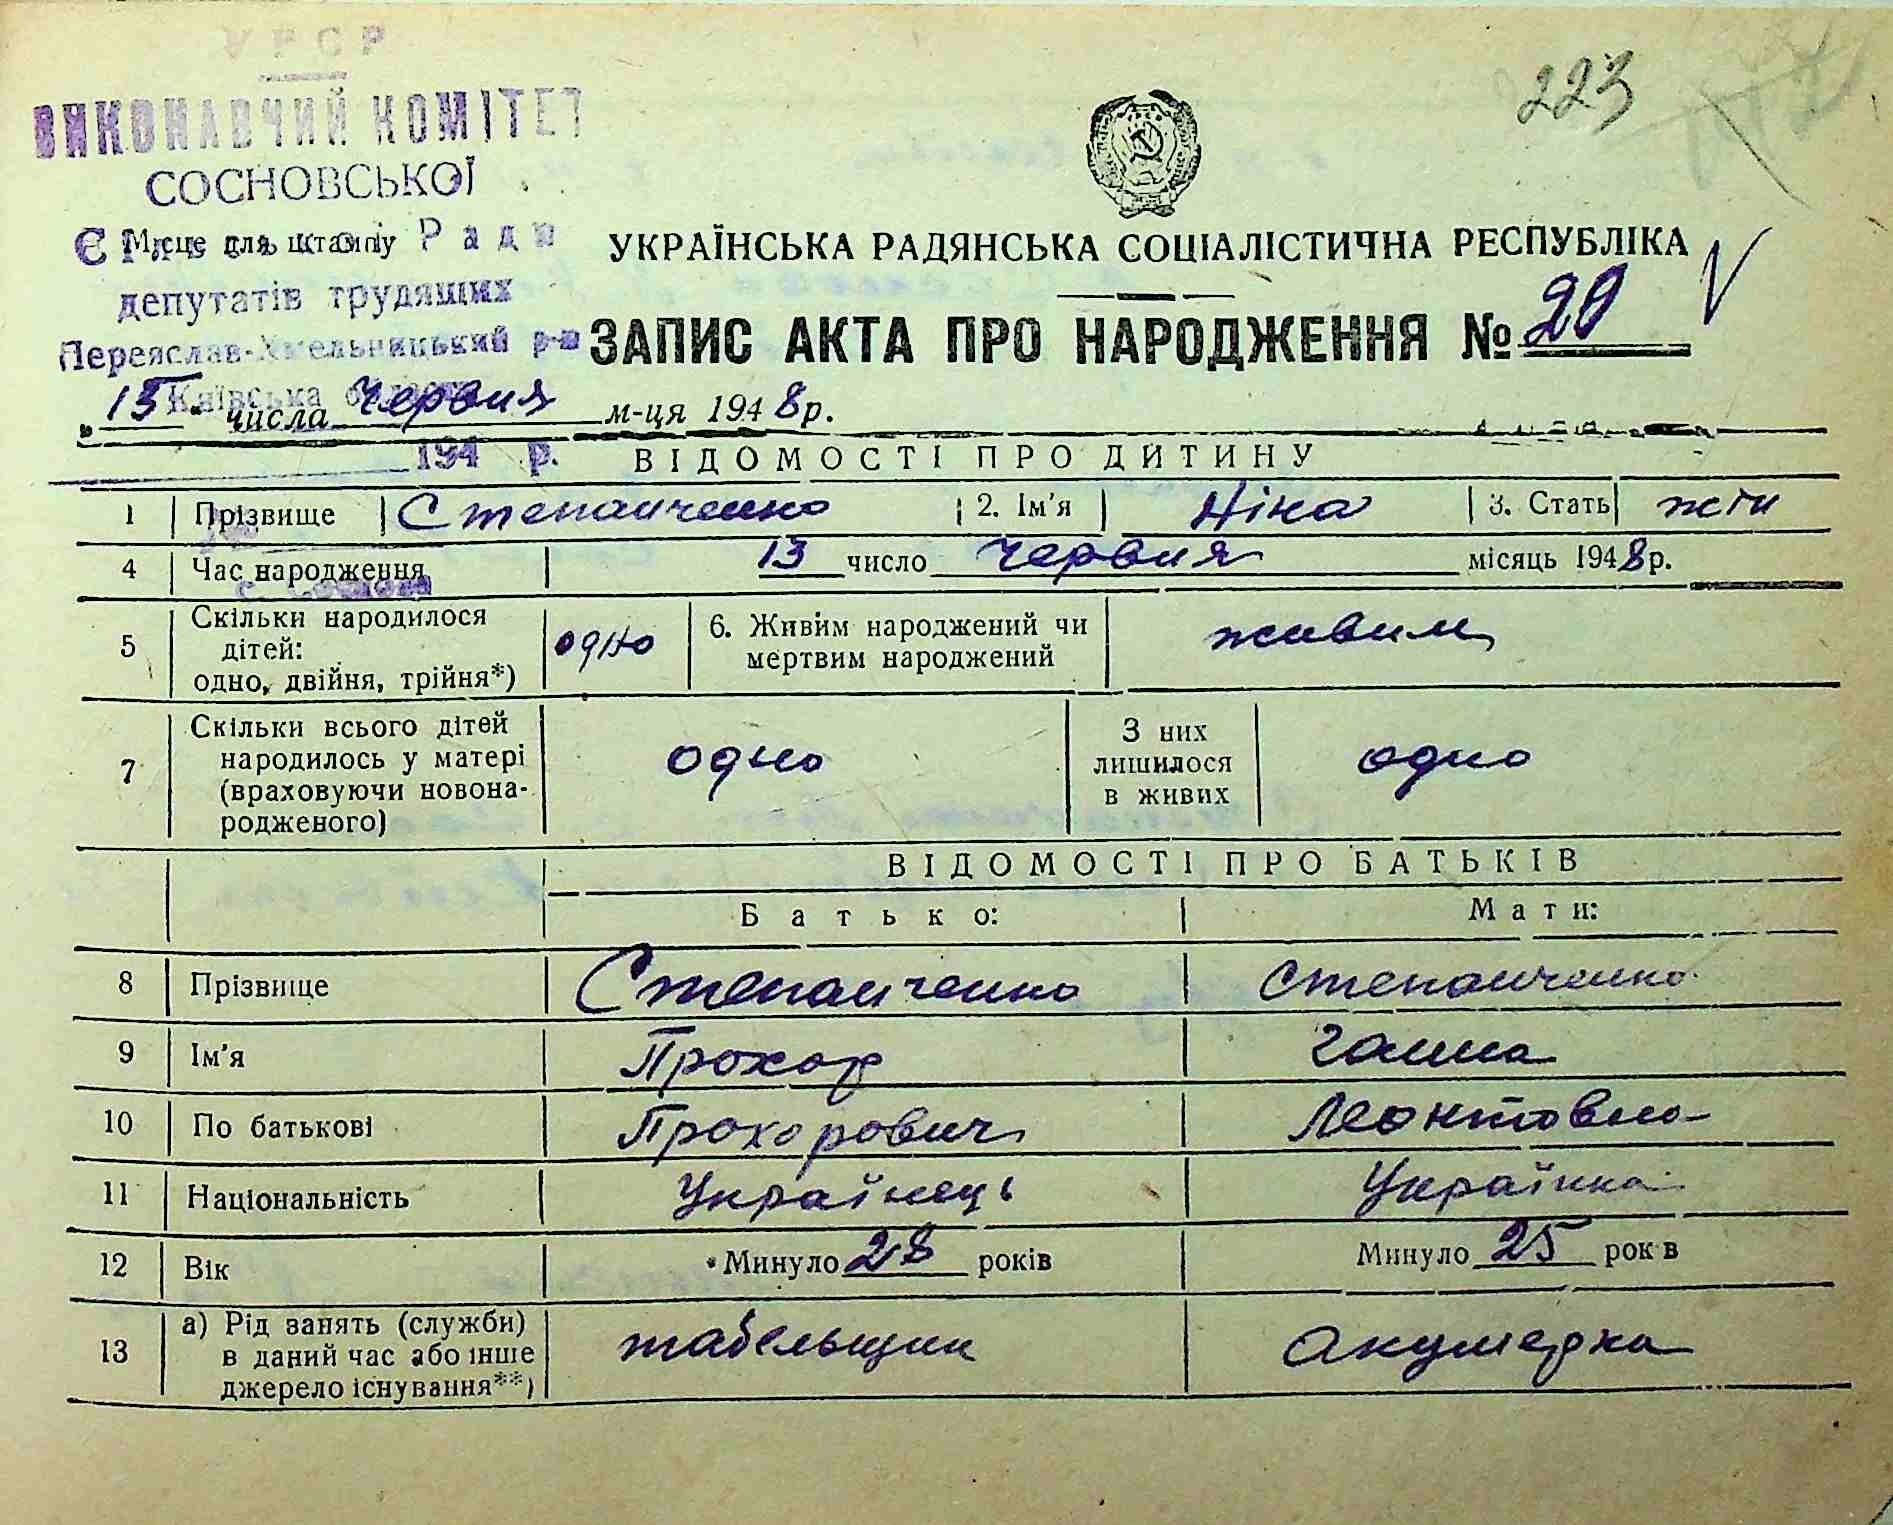 УРСР
223
ВИКОНАВЧИЙ КОМІТЕТ
СОСНОВСЬКОЇ
Місце для штампу
Ради
депутатів трудящих
Переяслав-Хмельницький р-н
Київська
УКРАЇНСЬКА РАДЯНСЬКА СОЦІАЛІСТИЧНА РЕСПУБЛІКА
ЗАПИС АКТА ПРО НАРОДЖЕННЯ № 20
„15" числа червня м-ця 1948 р.
194 р.
ВІДОМОСТІ ПРО ДИТИНУ
1 Прізвище Степанченко 2. Ім'я Ніка 3. Стать
4 Час народження 13 число червня місяць 1948 р.
5 Скільки народилося дітей: одно, двійня, трійня*) одно 6. Живим народжений чи мертвим народжений живим
7 Скільки всього дітей народилось у матері (враховуючи новонародженого) одно З них лишилося в живих одно
ВІДОМОСТІ ПРО БАТЬКІВ
Батько: Мати:
8 Прізвище Степанченко Степанченко
9 Ім'я Прохор Ганна
10 По батькові Прохорович Леонтовна
11 Національність Українець Українка
12 Вік Минуло 28 років Минуло 25 рок в
13 а) Рід занять (служби) в даний час або інше джерело існування**) табельщик акушерка